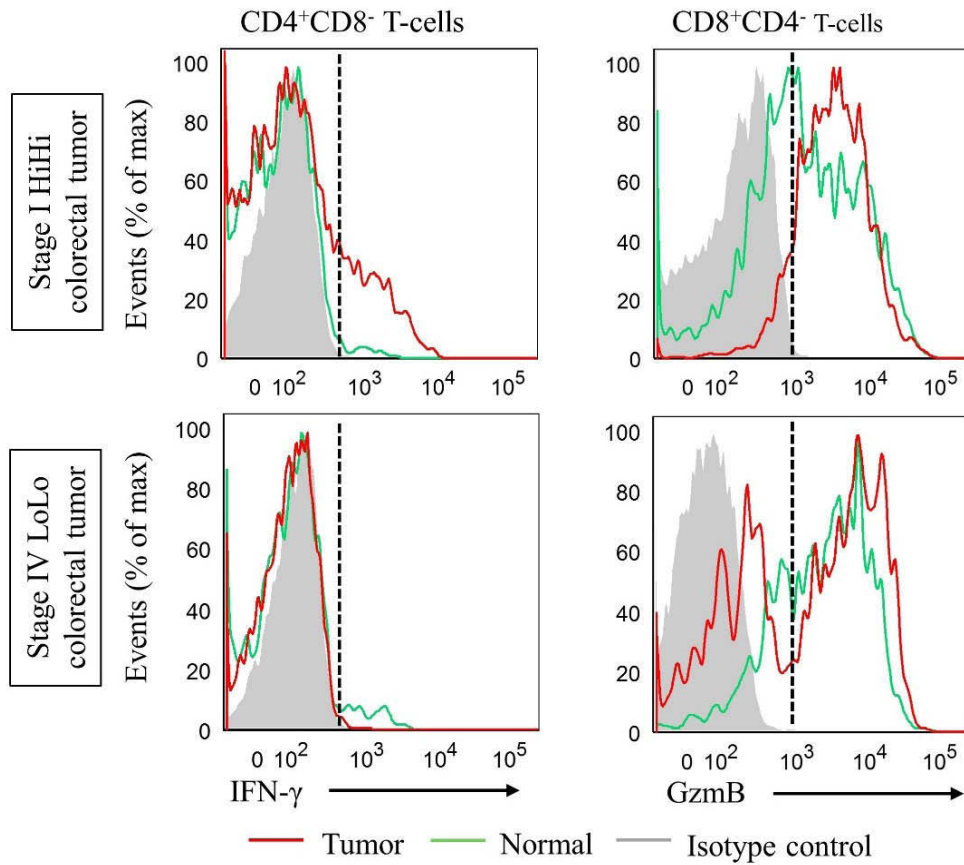 CD4⁺CD8⁻ T-cells
CD8⁺CD4⁻ T-cells
Stage I HiHi
colorectal tumor
Events (% of max)
100
80
60
40
20
0
0 10² 10³ 10⁴ 10⁵
100
80
60
40
20
0
0 10² 10³ 10⁴ 10⁵
Stage IV LoLo
colorectal tumor
Events (% of max)
100
80
60
40
20
0
0 10² 10³ 10⁴ 10⁵
IFN-γ
100
80
60
40
20
0
0 10² 10³ 10⁴ 10⁵
GzmB
Tumor Normal Isotype control